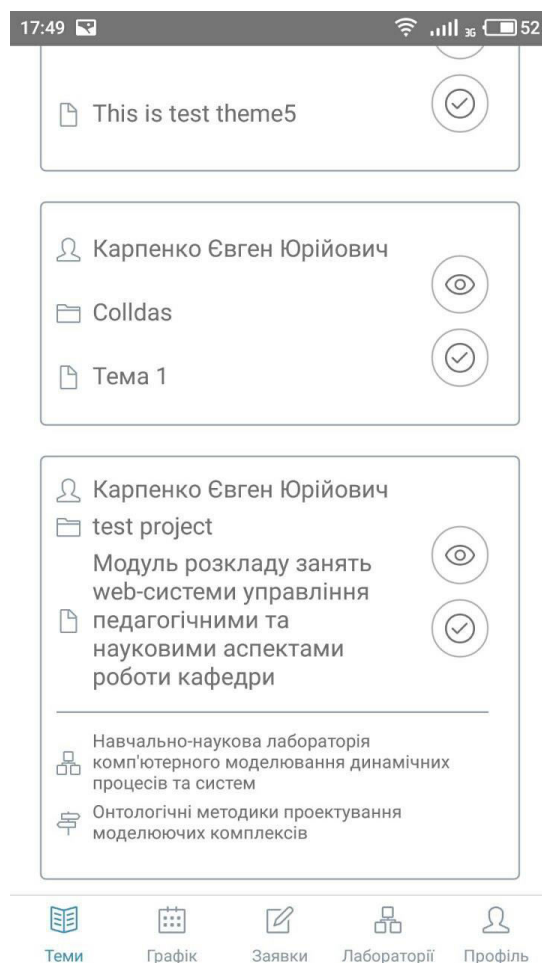 17:49 3G 52
This is test theme5
Карпенко Євген Юрійович
Colldas
Тема 1
Карпенко Євген Юрійович
test project
Модуль розкладу занять
web-системи управління
педагогічними та
науковими аспектами
роботи кафедри
Навчально-наукова лабораторія
комп'ютерного моделювання динамічних
процесів та систем
Онтологічні методики проектування
моделюючих комплексів
Теми Графік Заявки Лабораторії Профіль